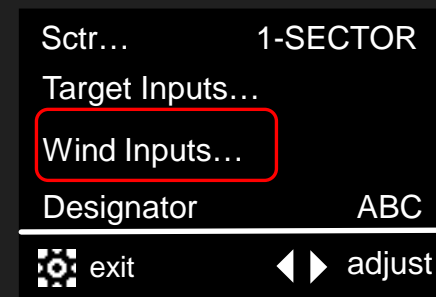 Sctr… 1-SECTOR
Target Inputs…
Wind Inputs…
Designator ABC
exit adjust